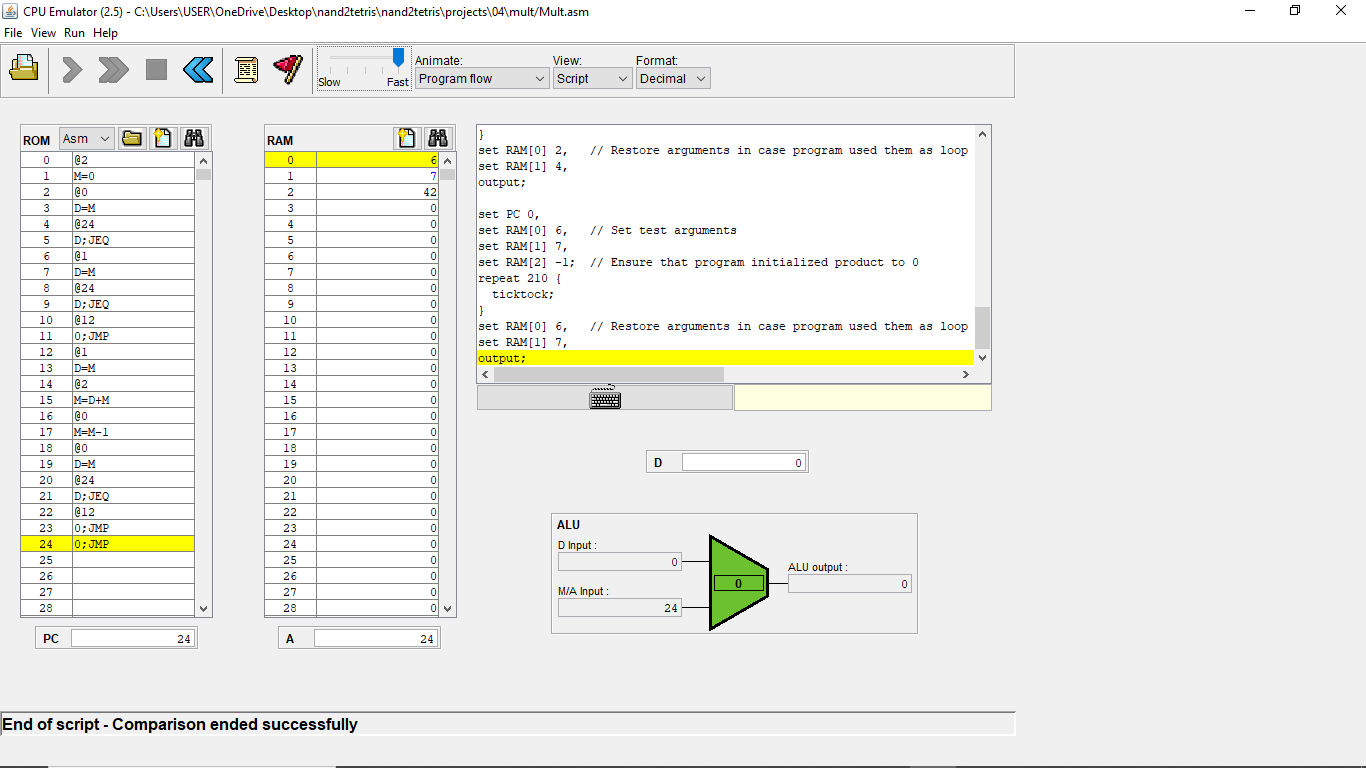 CPU Emulator (2.5) - C:\Users\USER\OneDrive\Desktop\nand2tetris\nand2tetris\projects\04\mult/Mult.asm
File View Run Help
Slow Fast
Animate:
Program flow
View:
Script
Format:
Decimal
ROM Asm
0 @2
1 M=0
2 @0
3 D=M
4 @24
5 D;JEQ
6 @1
7 D=M
8 @24
9 D;JEQ
10 @12
11 0;JMP
12 @1
13 D=M
14 @2
15 M=D+M
16 @0
17 M=M-1
18 @0
19 D=M
20 @24
21 D;JEQ
22 @12
23 0;JMP
24 0;JMP
25
26
27
28
PC 24
RAM
0 6
1 7
2 42
3 0
4 0
5 0
6 0
7 0
8 0
9 0
10 0
11 0
12 0
13 0
14 0
15 0
16 0
17 0
18 0
19 0
20 0
21 0
22 0
23 0
24 0
25 0
26 0
27 0
28 0
A 24
}
set RAM[0] 2,   // Restore arguments in case program used them as loop
set RAM[1] 4,
output;
set PC 0,
set RAM[0] 6,   // Set test arguments
set RAM[1] 7,
set RAM[2] -1;  // Ensure that program initialized product to 0
repeat 210 {
  ticktock;
}
set RAM[0] 6,   // Restore arguments in case program used them as loop
set RAM[1] 7,
output;
D 0
ALU
D Input :
0
M/A Input :
24
0
ALU output :
0
End of script - Comparison ended successfully